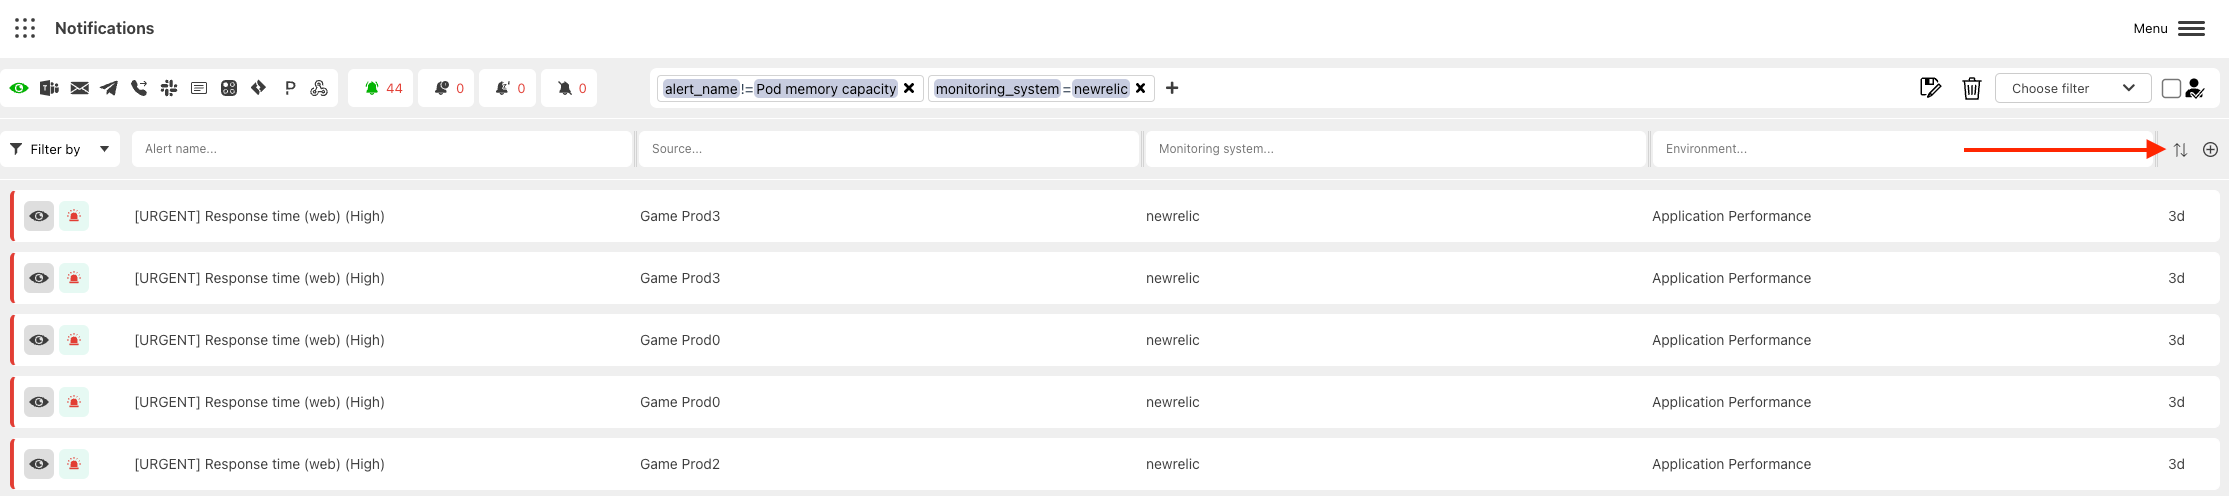 Notifications
Menu
44 0 0 0 alert_name!=Pod memory capacity monitoring_system=newrelic Choose filter
Filter by Alert name... Source... Monitoring system... Environment...
[URGENT] Response time (web) (High) Game Prod3 newrelic Application Performance 3d
[URGENT] Response time (web) (High) Game Prod3 newrelic Application Performance 3d
[URGENT] Response time (web) (High) Game Prod0 newrelic Application Performance 3d
[URGENT] Response time (web) (High) Game Prod0 newrelic Application Performance 3d
[URGENT] Response time (web) (High) Game Prod2 newrelic Application Performance 3d